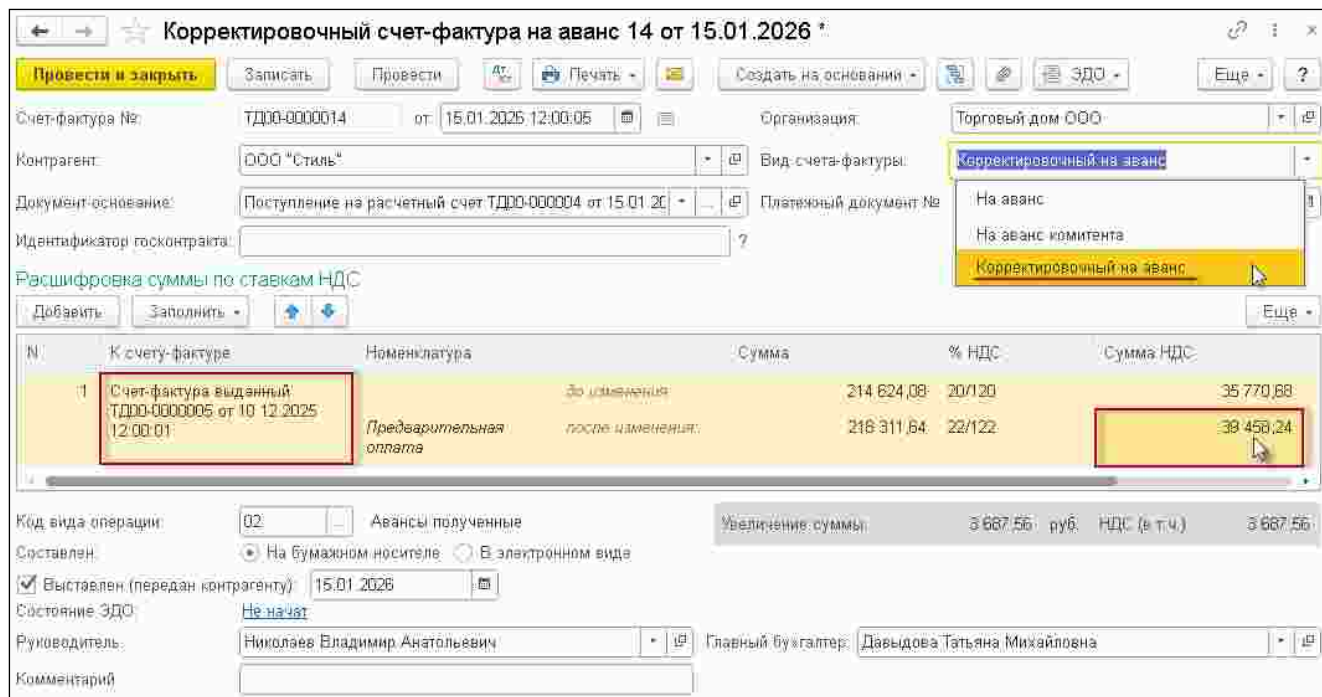 Корректировочный счет-фактура на аванс 14 от 15.01.2026 *
Провести и закрыть Записать Провести Дт Кт Печать Создать на основании ЭДО Еще ?
Счет-фактура №: ТД00-0000014 от: 15.01.2026 12:00:05 Организация: Торговый дом ООО
Контрагент: ООО "Стиль" Вид счета-фактуры: Корректировочный на аванс
Документ-основание: Поступление на расчетный счет ТД00-000004 от 15.01.20 ... Платежный документ №
На аванс
Идентификатор госконтракта: ? На аванс комитента
Корректировочный на аванс
Расшифровка суммы по ставкам НДС
Добавить Заполнить Еще
N К счету-фактуре Номенклатура Сумма % НДС Сумма НДС
1 Счет-фактура выданный до изменения: 214 624,08 20/120 35 770,68
ТД00-0000005 от 10.12.2025
12:00:01 Предварительная после изменения: 218 311,64 22/122 39 458,24
оплата
Код вида операции: 02 ... Авансы полученные Увеличение суммы: 3 687,56 руб. НДС (в т.ч.) 3 687,56
Составлен: На бумажном носителе В электронном виде
Выставлен (передан контрагенту): 15.01.2026
Состояние ЭДО: Не начат
Руководитель: Николаев Владимир Анатольевич Главный бухгалтер: Давыдова Татьяна Михайловна
Комментарий